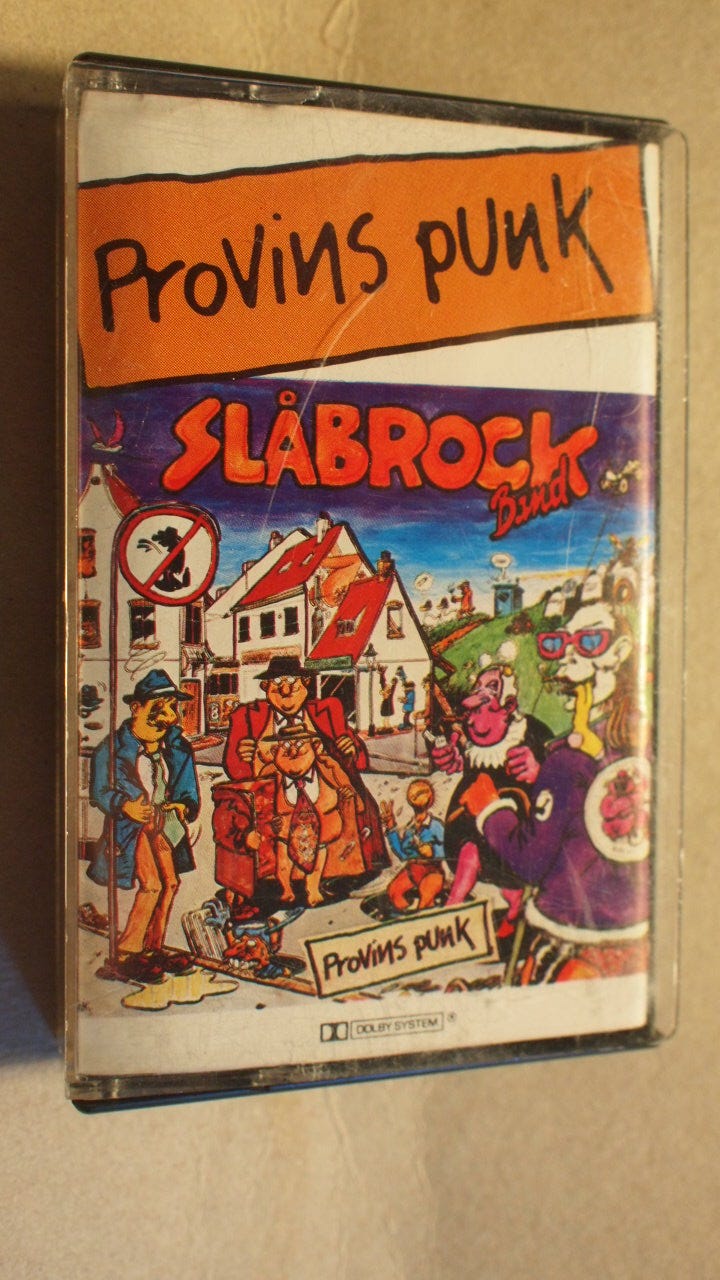 Provins punk
SLÅBROCK
Band
Provins punk
DOLBY SYSTEM ®